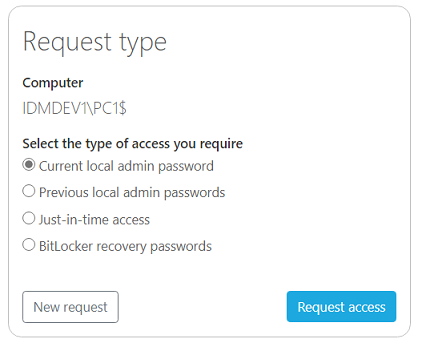 Request type
Computer
IDMDEV1\PC1$
Select the type of access you require
Current local admin password
Previous local admin passwords
Just-in-time access
BitLocker recovery passwords
New request
Request access